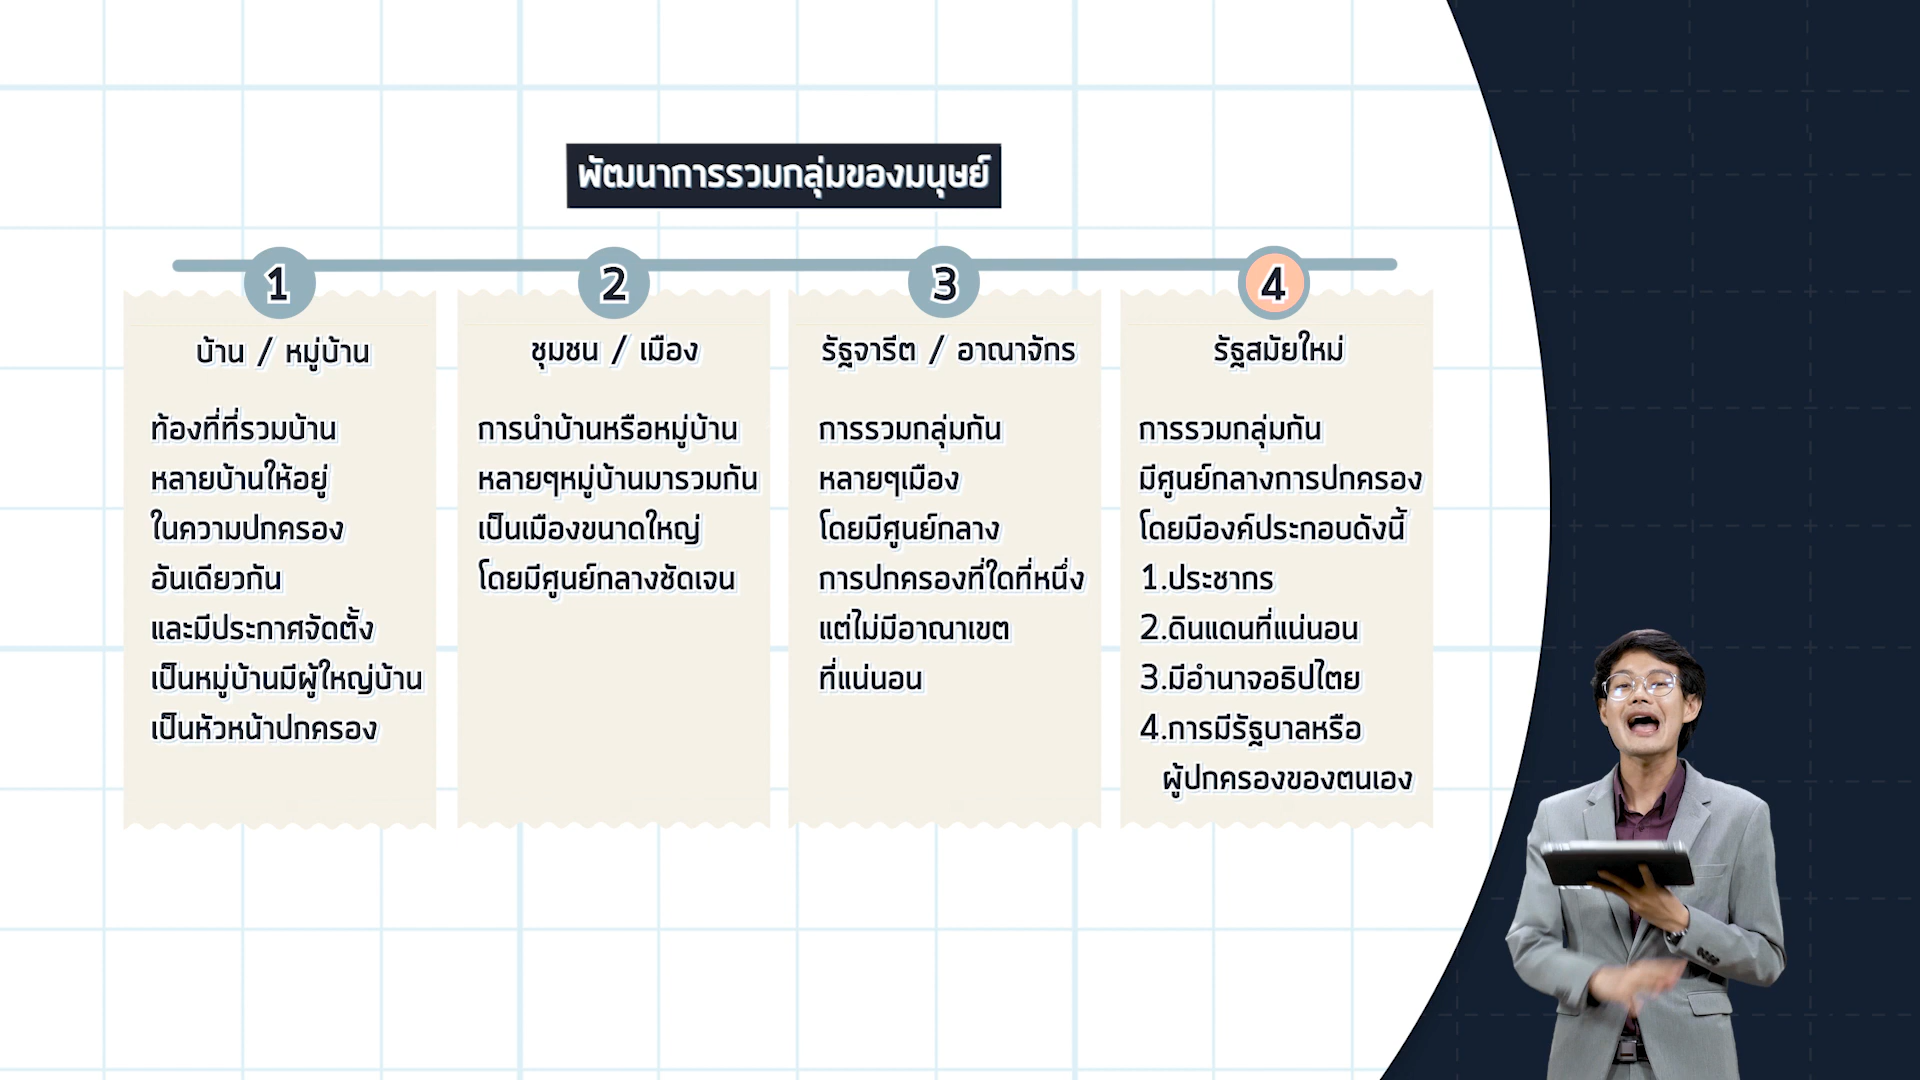 พัฒนาการรวมกลุ่มของมนุษย์
1
บ้าน / หมู่บ้าน
ท้องที่ที่รวมบ้าน
หลายบ้านให้อยู่
ในความปกครอง
อันเดียวกัน
และมีประกาศจัดตั้ง
เป็นหมู่บ้านมีผู้ใหญ่บ้าน
เป็นหัวหน้าปกครอง
2
ชุมชน / เมือง
การนำบ้านหรือหมู่บ้าน
หลายๆหมู่บ้านมารวมกัน
เป็นเมืองขนาดใหญ่
โดยมีศูนย์กลางชัดเจน
3
รัฐจารีต / อาณาจักร
การรวมกลุ่มกัน
หลายๆเมือง
โดยมีศูนย์กลาง
การปกครองที่ใดที่หนึ่ง
แต่ไม่มีอาณาเขต
ที่แน่นอน
4
รัฐสมัยใหม่
การรวมกลุ่มกัน
มีศูนย์กลางการปกครอง
โดยมีองค์ประกอบดังนี้
1.ประชากร
2.ดินแดนที่แน่นอน
3.มีอำนาจอธิปไตย
4.การมีรัฐบาลหรือ
ผู้ปกครองของตนเอง